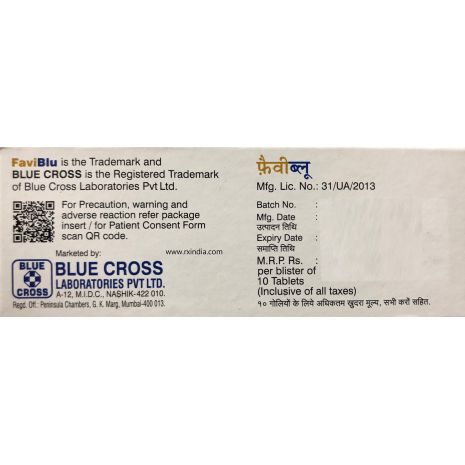 FaviBlu is the Trademark and
BLUE CROSS is the Registered Trademark
of Blue Cross Laboratories Pvt Ltd.
For Precaution, warning and
adverse reaction refer package
insert / for Patient Consent Form
scan QR code.
Marketed by:
www.rxindia.com
BLUE
CROSS
BLUE CROSS
LABORATORIES PVT LTD.
A-12, M.I.D.C., NASHIK-422 010.
Regd. Off.: Peninsula Chambers, G. K. Marg, Mumbai-400 013.
फ़ैवीब्लू
Mfg. Lic. No.: 31/UA/2013
Batch No. :
Mfg. Date :
उत्पादन तिथि
Expiry Date :
समाप्ति तिथि
M.R.P. Rs. :
per blister of
10 Tablets
(Inclusive of all taxes)
१० गोलियों के लिये अधिकतम खुदरा मूल्य, सभी करों सहित.